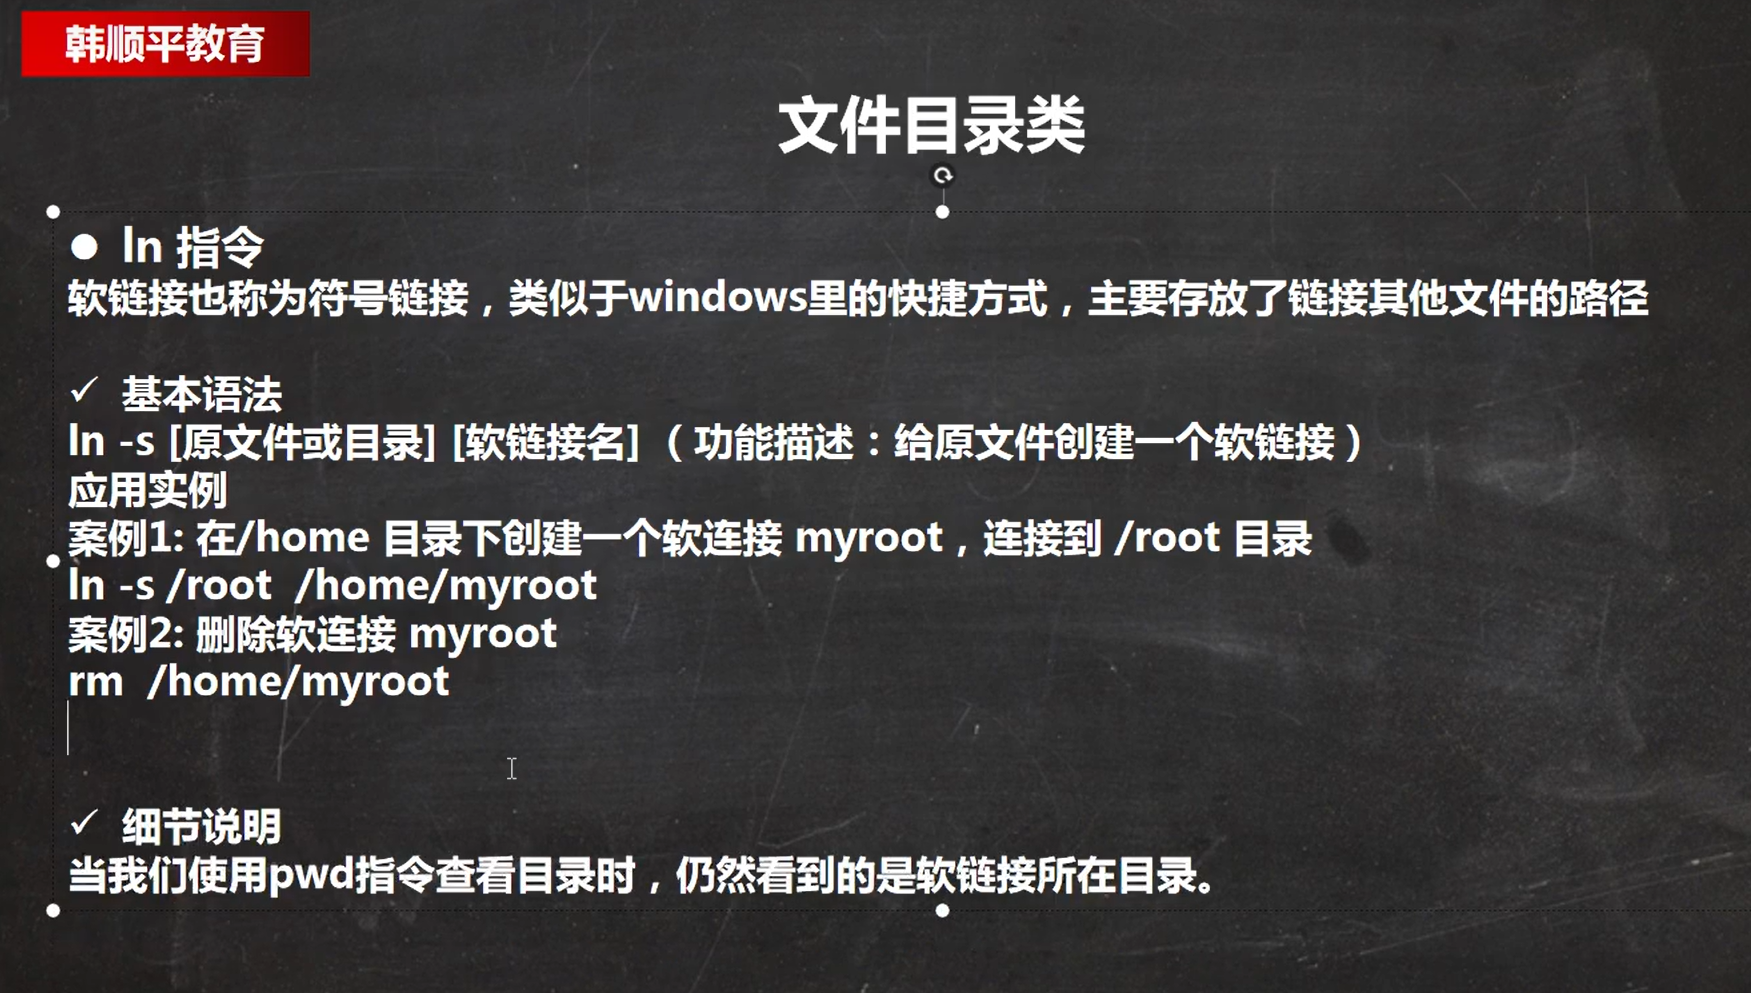 韩顺平教育
文件目录类
● ln 指令
软链接也称为符号链接，类似于windows里的快捷方式，主要存放了链接其他文件的路径
✓ 基本语法
ln -s [原文件或目录] [软链接名] （功能描述：给原文件创建一个软链接）
应用实例
案例1: 在/home 目录下创建一个软连接 myroot，连接到 /root 目录
ln -s /root  /home/myroot
案例2: 删除软连接 myroot
rm  /home/myroot
✓ 细节说明
当我们使用pwd指令查看目录时，仍然看到的是软链接所在目录。